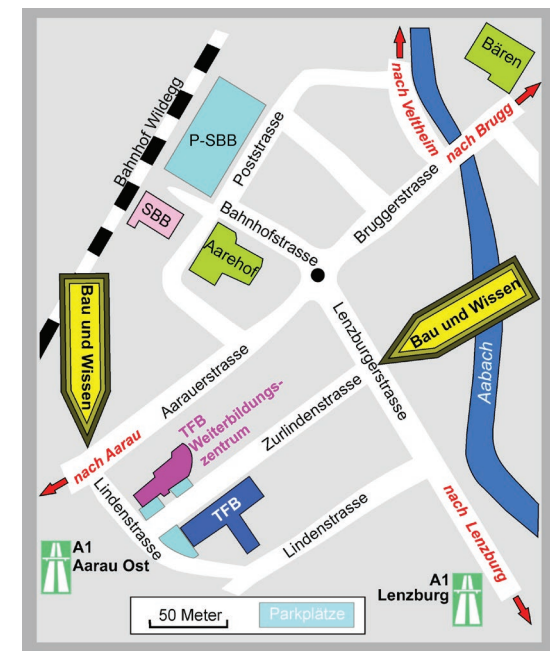 Bären
nach Veltheim
nach Brugg
Bahnhof Wildegg
P-SBB
Poststrasse
SBB
Bahnhofstrasse
Bruggerstrasse
Aarehof
Bau und Wissen
Bau und Wissen
Lenzburgerstrasse
Aabach
Aarauerstrasse
TFB
Weiterbildungs-
zentrum
Zurlindenstrasse
nach Aarau
TFB
Lindenstrasse
Lindenstrasse
nach Lenzburg
A1
Aarau Ost
A1
Lenzburg
50 Meter
Parkplätze